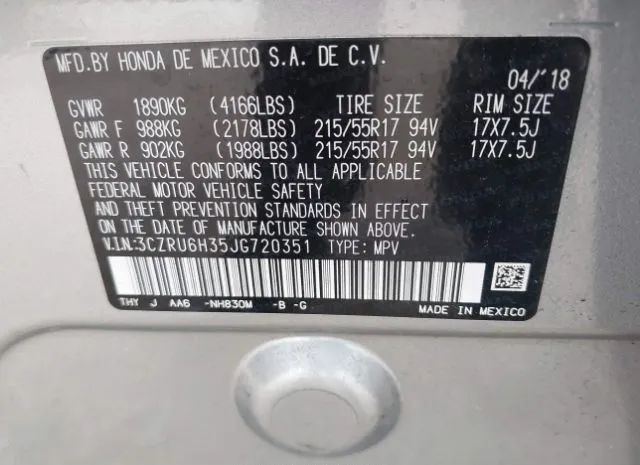 MFD.BY HONDA DE MEXICO S.A. DE C.V.
04/'18
GVWR 1890KG (4166LBS) TIRE SIZE RIM SIZE
GAWR F 988KG (2178LBS) 215/55R17 94V 17X7.5J
GAWR R 902KG (1988LBS) 215/55R17 94V 17X7.5J
THIS VEHICLE CONFORMS TO ALL APPLICABLE
FEDERAL MOTOR VEHICLE SAFETY
AND THEFT PREVENTION STANDARDS IN EFFECT
ON THE DATE OF MANUFACTURE SHOWN ABOVE.
V.I.N:3CZRU6H35JG720351 TYPE: MPV
THY J AA6 -NH830M -B -G
MADE IN MEXICO